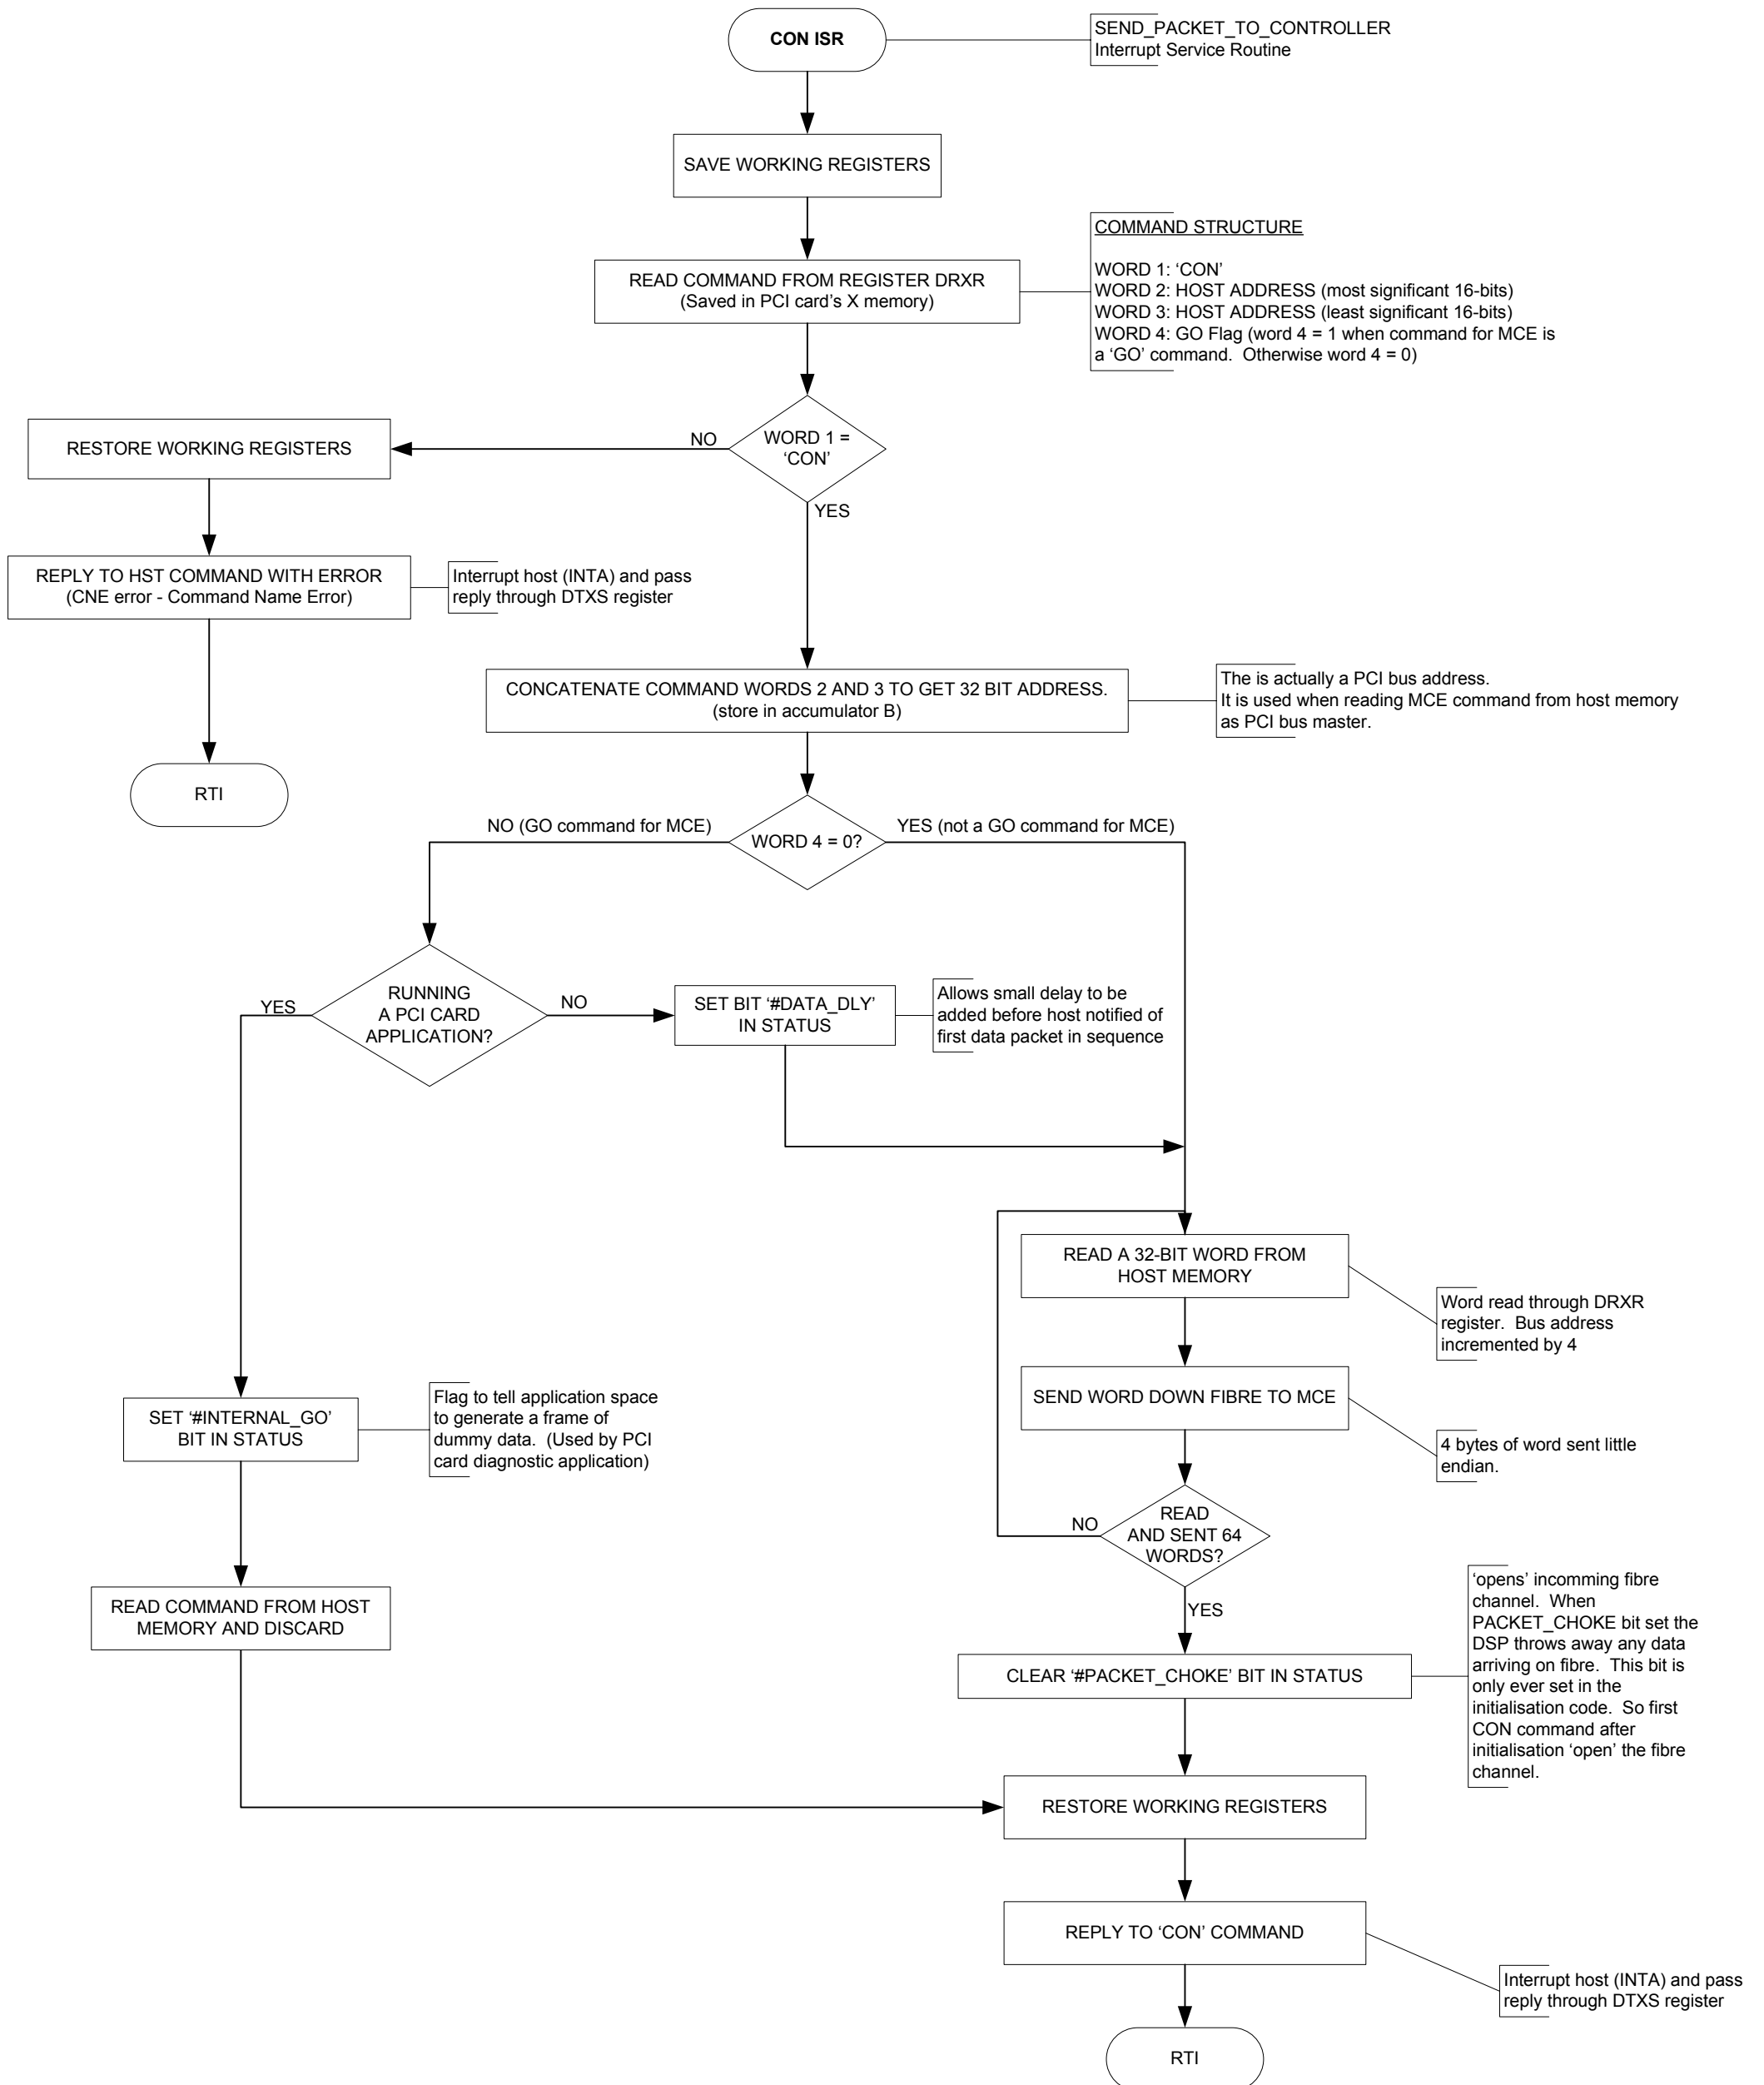 CON ISR
SEND_PACKET_TO_CONTROLLER
Interrupt Service Routine
SAVE WORKING REGISTERS
READ COMMAND FROM REGISTER DRXR
(Saved in PCI card's X memory)
COMMAND STRUCTURE
WORD 1: ‘CON’
WORD 2: HOST ADDRESS (most significant 16-bits)
WORD 3: HOST ADDRESS (least significant 16-bits)
WORD 4: GO Flag (word 4 = 1 when command for MCE is
a ‘GO’ command.  Otherwise word 4 = 0)
WORD 1 =
‘CON’
NO
YES
RESTORE WORKING REGISTERS
REPLY TO HST COMMAND WITH ERROR
(CNE error - Command Name Error)
Interrupt host (INTA) and pass
reply through DTXS register
RTI
CONCATENATE COMMAND WORDS 2 AND 3 TO GET 32 BIT ADDRESS.
(store in accumulator B)
The is actually a PCI bus address.
It is used when reading MCE command from host memory
as PCI bus master.
NO (GO command for MCE)
WORD 4 = 0?
YES (not a GO command for MCE)
RUNNING
A PCI CARD
APPLICATION?
YES
NO
SET BIT ‘#DATA_DLY’
IN STATUS
Allows small delay to be
added before host notified of
first data packet in sequence
READ A 32-BIT WORD FROM
HOST MEMORY
Word read through DRXR
register.  Bus address
incremented by 4
SEND WORD DOWN FIBRE TO MCE
4 bytes of word sent little
endian.
SET ‘#INTERNAL_GO’
BIT IN STATUS
Flag to tell application space
to generate a frame of
dummy data.  (Used by PCI
card diagnostic application)
READ
AND SENT 64
WORDS?
NO
YES
READ COMMAND FROM HOST
MEMORY AND DISCARD
CLEAR ‘#PACKET_CHOKE’ BIT IN STATUS
‘opens’ incomming fibre
channel.  When
PACKET_CHOKE bit set the
DSP throws away any data
arriving on fibre.  This bit is
only ever set in the
initialisation code.  So first
CON command after
initialisation ‘open’ the fibre
channel.
RESTORE WORKING REGISTERS
REPLY TO ‘CON’ COMMAND
Interrupt host (INTA) and pass
reply through DTXS register
RTI